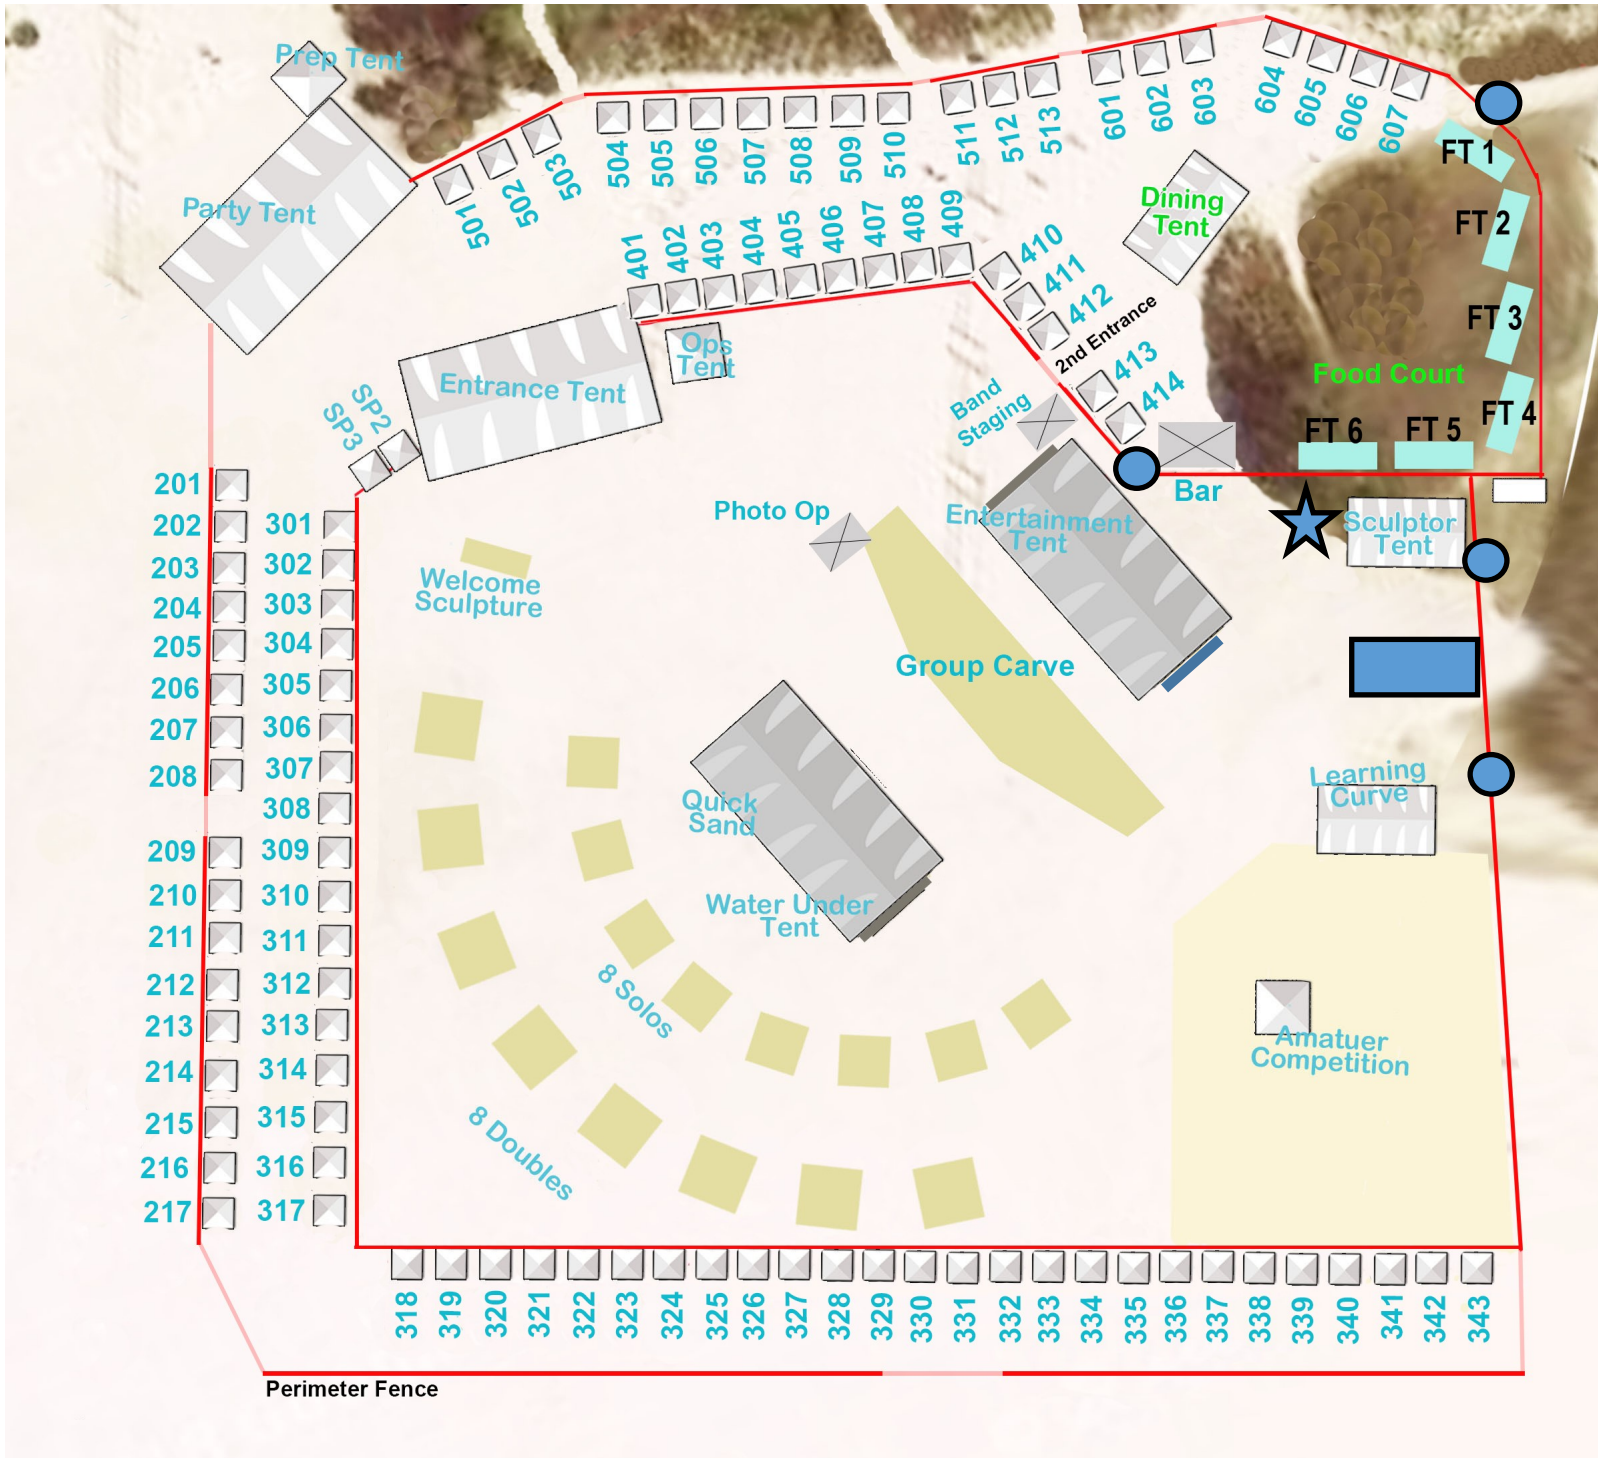 Prep Tent
Party Tent
501
502
503
504
505
506
507
508
509
510
511
512
513
601
602
603
604
605
606
607
FT 1
FT 2
FT 3
FT 4
FT 5
FT 6
Food Court
Dining
Tent
401
402
403
404
405
406
407
408
409
410
411
412
2nd Entrance
413
414
Ops
Tent
Entrance Tent
SP2
SP3
Band
Staging
Bar
Photo Op
Entertainment
Tent
Sculptor
Tent
Welcome
Sculpture
Group Carve
Learning
Curve
Quick
Sand
Water Under
Tent
8 Solos
8 Doubles
Amatuer
Competition
201
202
203
204
205
206
207
208
209
210
211
212
213
214
215
216
217
301
302
303
304
305
306
307
308
309
310
311
312
313
314
315
316
317
318
319
320
321
322
323
324
325
326
327
328
329
330
331
332
333
334
335
336
337
338
339
340
341
342
343
Perimeter Fence